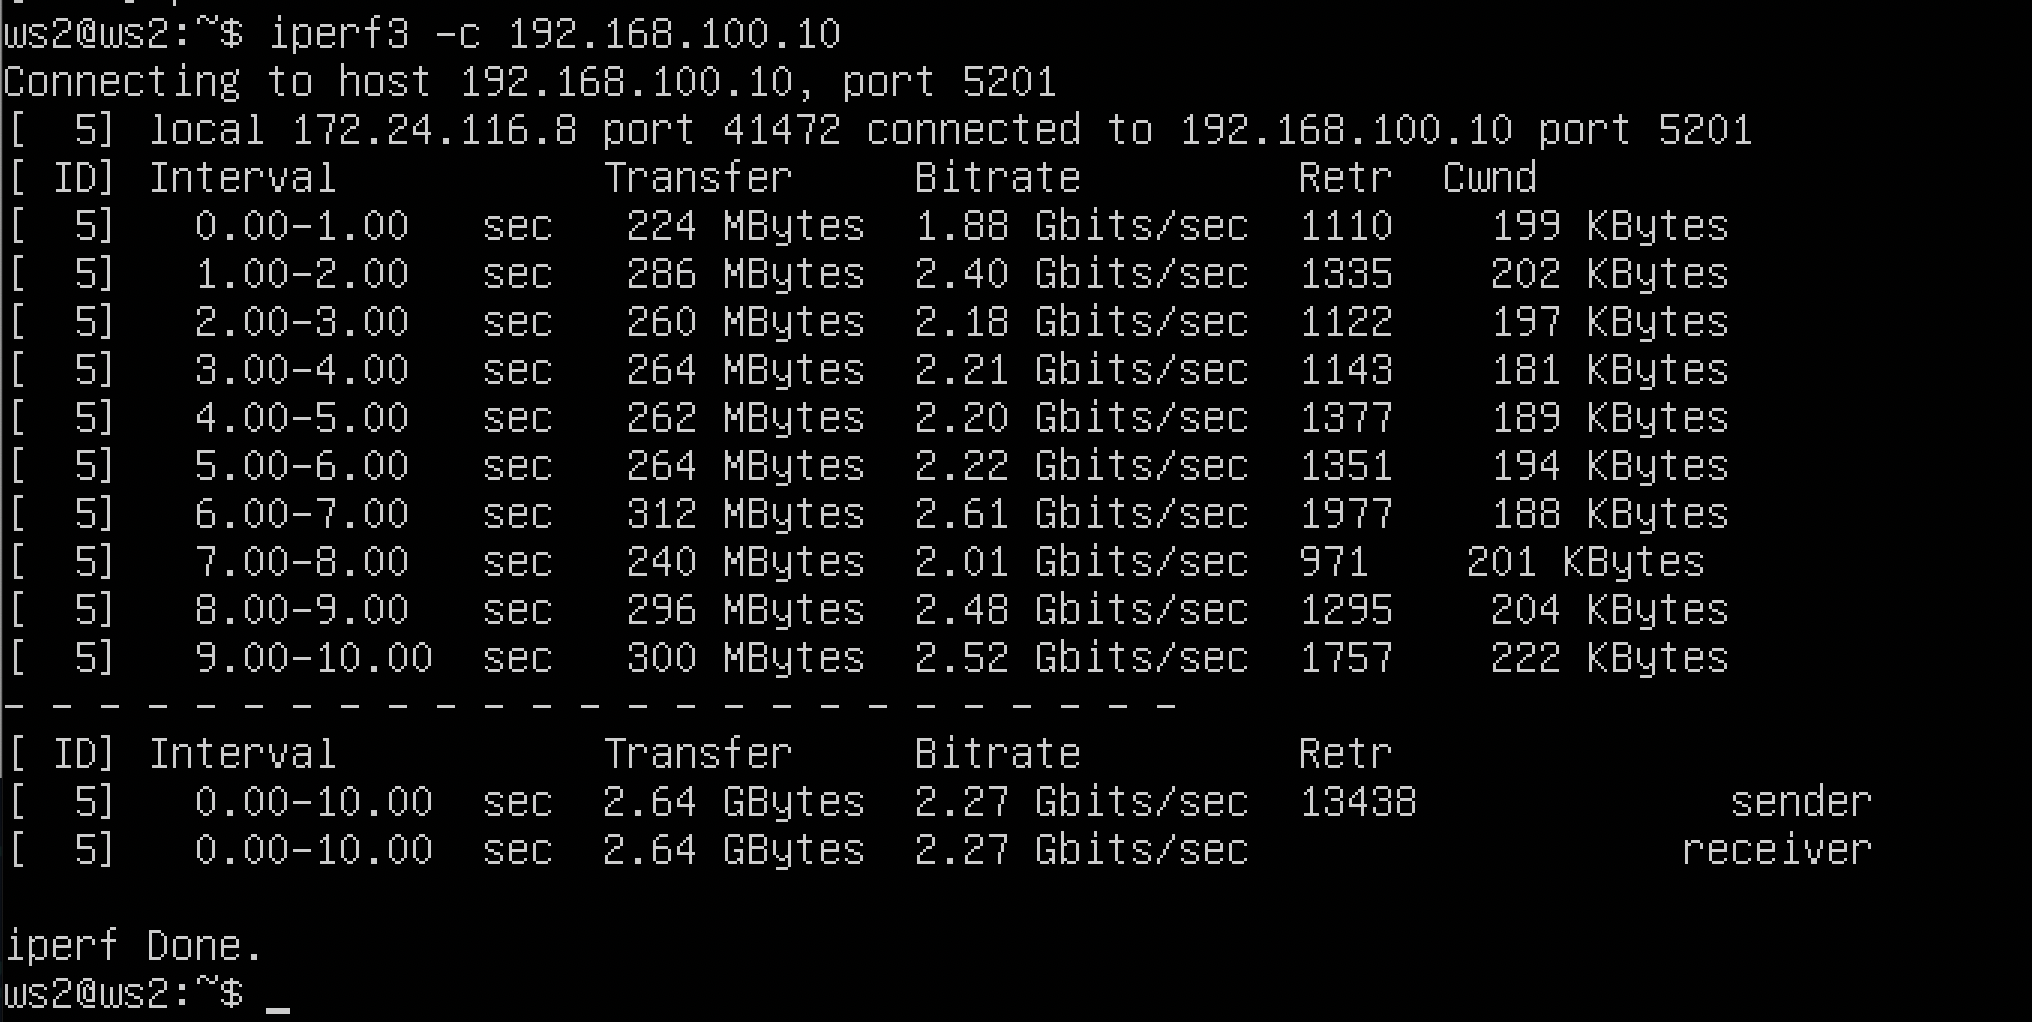 ws2@ws2:~$ iperf3 -c 192.168.100.10
Connecting to host 192.168.100.10, port 5201
[  5] local 172.24.116.8 port 41472 connected to 192.168.100.10 port 5201
[ ID] Interval           Transfer     Bitrate         Retr  Cwnd
[  5]   0.00-1.00   sec   224 MBytes  1.88 Gbits/sec  1110    199 KBytes
[  5]   1.00-2.00   sec   286 MBytes  2.40 Gbits/sec  1335    202 KBytes
[  5]   2.00-3.00   sec   260 MBytes  2.18 Gbits/sec  1122    197 KBytes
[  5]   3.00-4.00   sec   264 MBytes  2.21 Gbits/sec  1143    181 KBytes
[  5]   4.00-5.00   sec   262 MBytes  2.20 Gbits/sec  1377    189 KBytes
[  5]   5.00-6.00   sec   264 MBytes  2.22 Gbits/sec  1351    194 KBytes
[  5]   6.00-7.00   sec   312 MBytes  2.61 Gbits/sec  1977    188 KBytes
[  5]   7.00-8.00   sec   240 MBytes  2.01 Gbits/sec  971    201 KBytes
[  5]   8.00-9.00   sec   296 MBytes  2.48 Gbits/sec  1295    204 KBytes
[  5]   9.00-10.00  sec   300 MBytes  2.52 Gbits/sec  1757    222 KBytes
- - - - - - - - - - - - - - - - - - - - - - - - -
[ ID] Interval           Transfer     Bitrate         Retr
[  5]   0.00-10.00  sec  2.64 GBytes  2.27 Gbits/sec  13438             sender
[  5]   0.00-10.00  sec  2.64 GBytes  2.27 Gbits/sec                  receiver
iperf Done.
ws2@ws2:~$ _